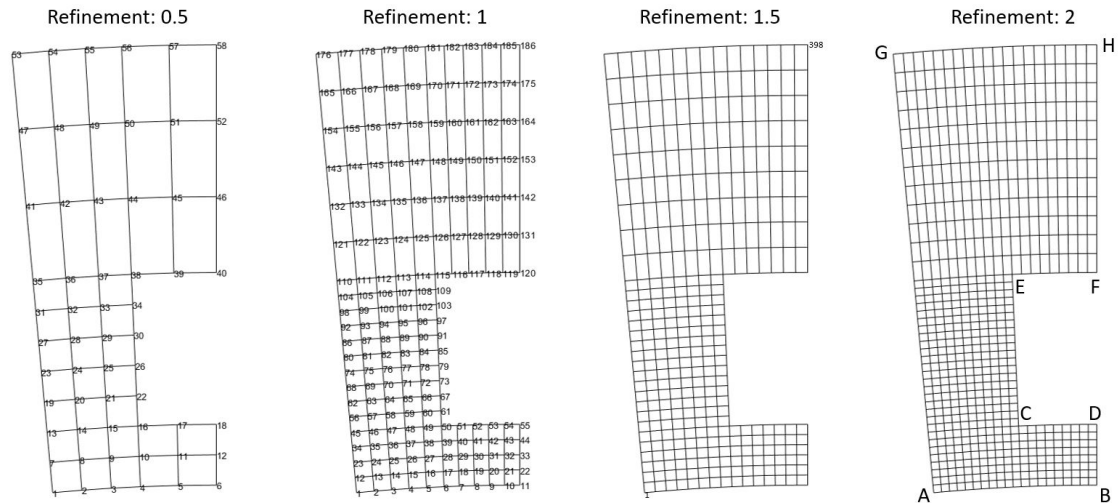 Refinement: 0.5
53 54 55 56 57 58
47 48 49 50 51 52
41 42 43 44 45 46
35 36 37 38 39 40
31 32 33 34
27 28 29 30
23 24 25 26
19 20 21 22
13 14 15 16 17 18
7 8 9 10 11 12
1 2 3 4 5 6
Refinement: 1
176 177 178 179 180 181 182 183 184 185 186
165 166 167 168 169 170 171 172 173 174 175
154 155 156 157 158 159 160 161 162 163 164
143 144 145 146 147 148 149 150 151 152 153
132 133 134 135 136 137 138 139 140 141 142
121 122 123 124 125 126 127 128 129 130 131
110 111 112 113 114 115 116 117 118 119 120
104 105 106 107 108 109
98 99 100 101 102 103
92 93 94 95 96 97
86 87 88 89 90 91
80 81 82 83 84 85
74 75 76 77 78 79
68 69 70 71 72 73
62 63 64 65 66 67
56 57 58 59 60 61
45 46 47 48 49 50 51 52 53 54 55
34 35 36 37 38 39 40 41 42 43 44
23 24 25 26 27 28 29 30 31 32 33
12 13 14 15 16 17 18 19 20 21 22
1 2 3 4 5 6 7 8 9 10 11
Refinement: 1.5
398
1
Refinement: 2
G H
E F
C D
A B